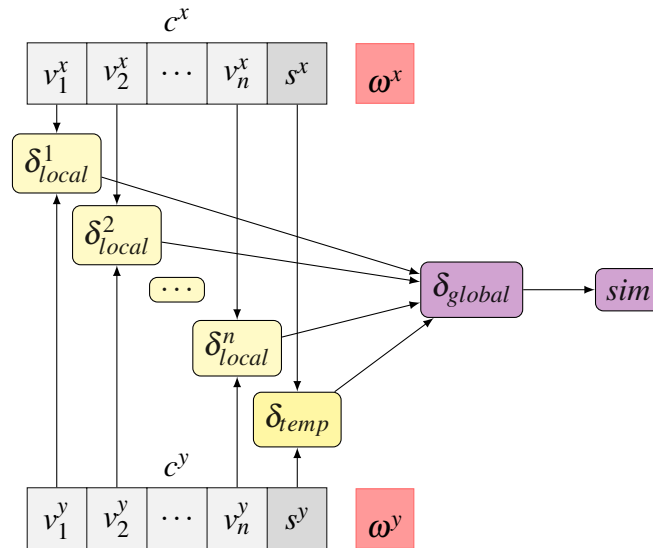 c^x
v_1^x v_2^x ⋯ v_n^x s^x ω^x
δ_local^1
δ_local^2
⋯
δ_global sim
δ_local^n
δ_temp
c^y
v_1^y v_2^y ⋯ v_n^y s^y ω^y